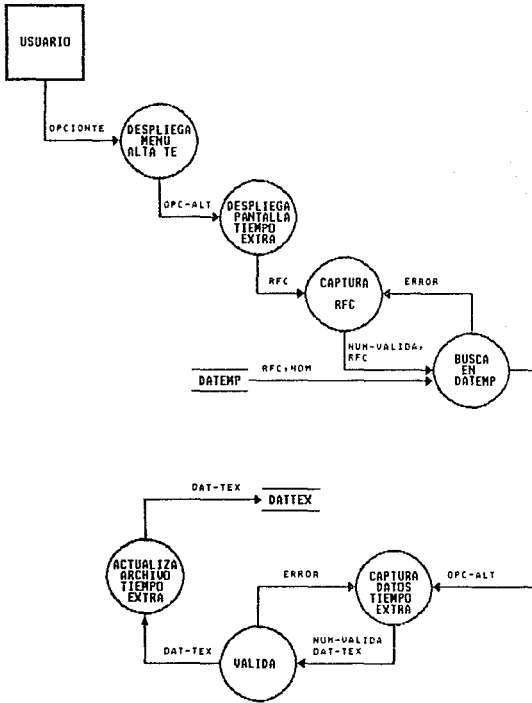 USUARIO
OPCIONTE
DESPLIEGA
MENU
ALTA TE
OPC-ALT
DESPLIEGA
PANTALLA
TIEMPO
EXTRA
RFC
CAPTURA
RFC
ERROR
NUM-VALIDA,
RFC
BUSCA
EN
DATEMP
RFC,NOM
DATEMP
DAT-TEX
DATTEX
ACTUALIZA
ARCHIVO
TIEMPO
EXTRA
ERROR
CAPTURA
DATOS
TIEMPO
EXTRA
OPC-ALT
NUM-VALIDA
DAT-TEX
DAT-TEX
VALIDA